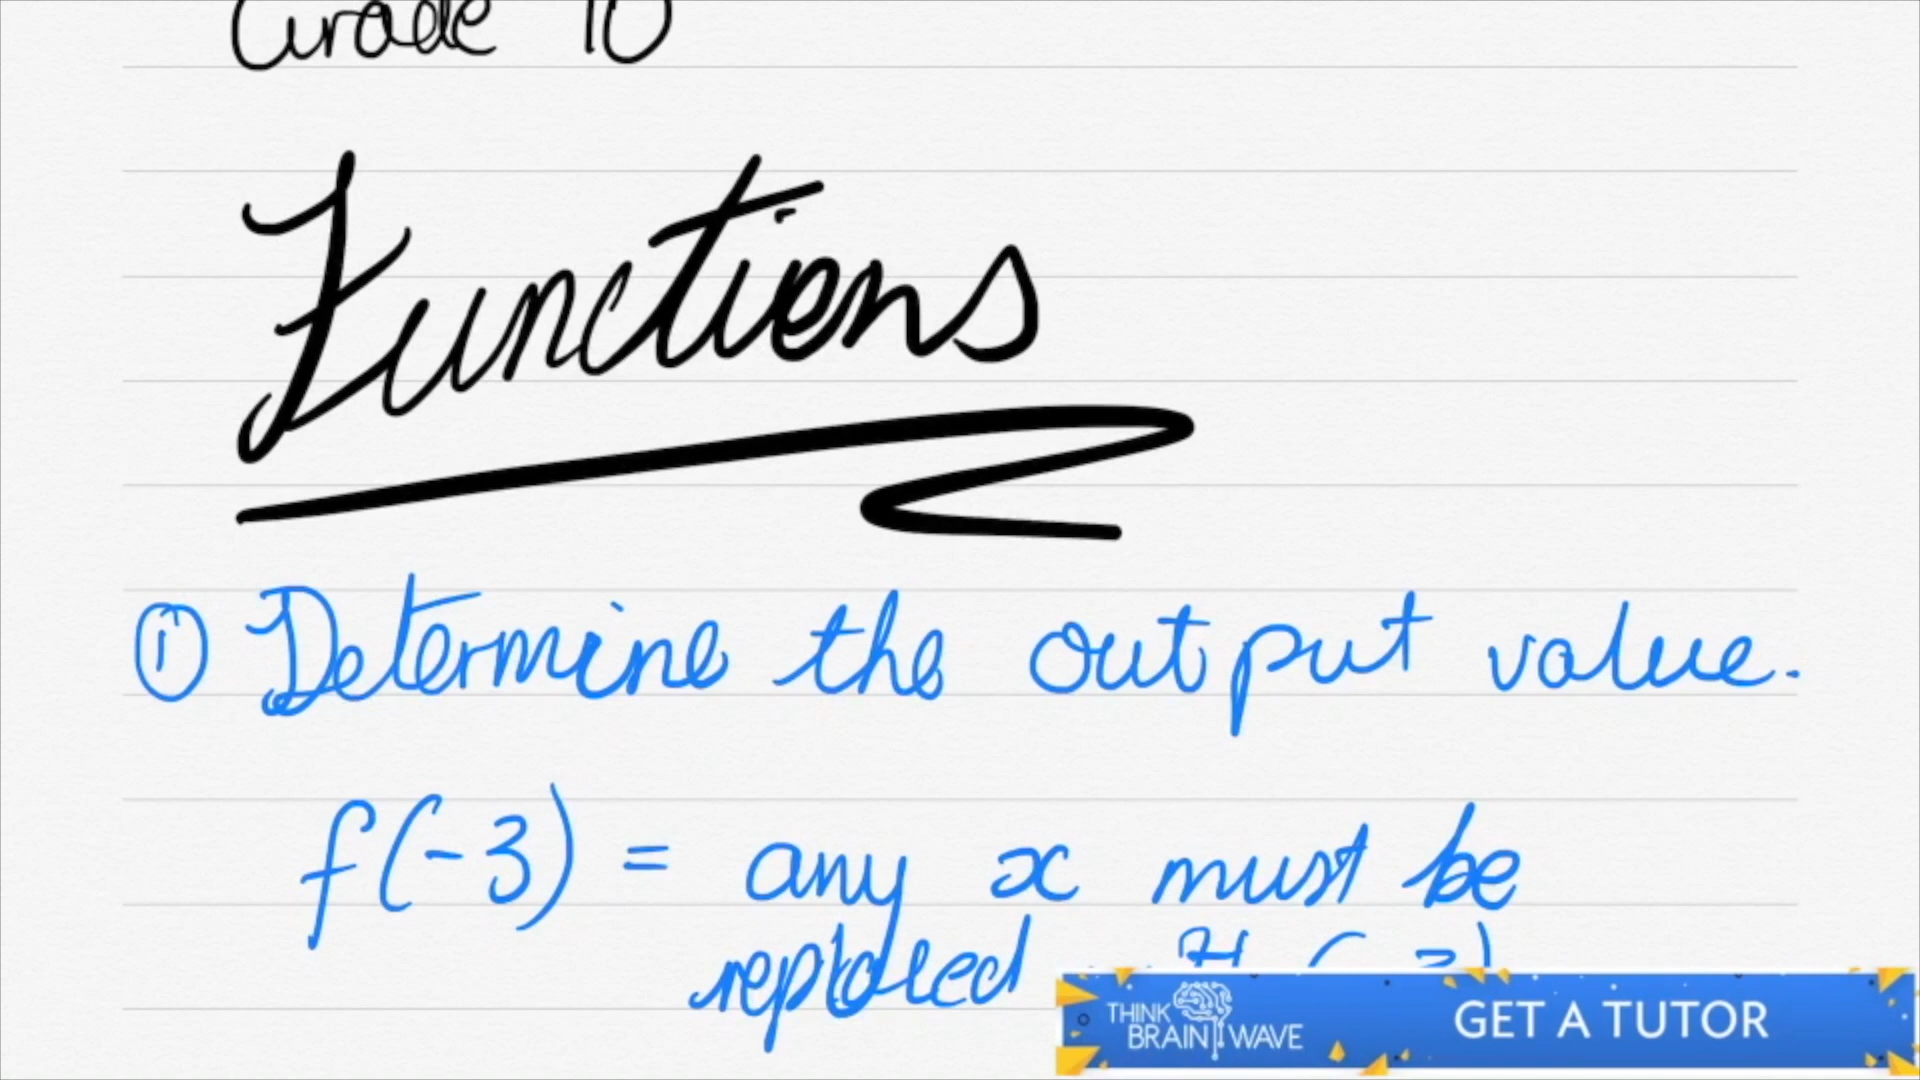 Grade 10
Functions
① Determine the output value.
f(-3) = any x must be
replaced
THINK
BRAIN WAVE
GET A TUTOR